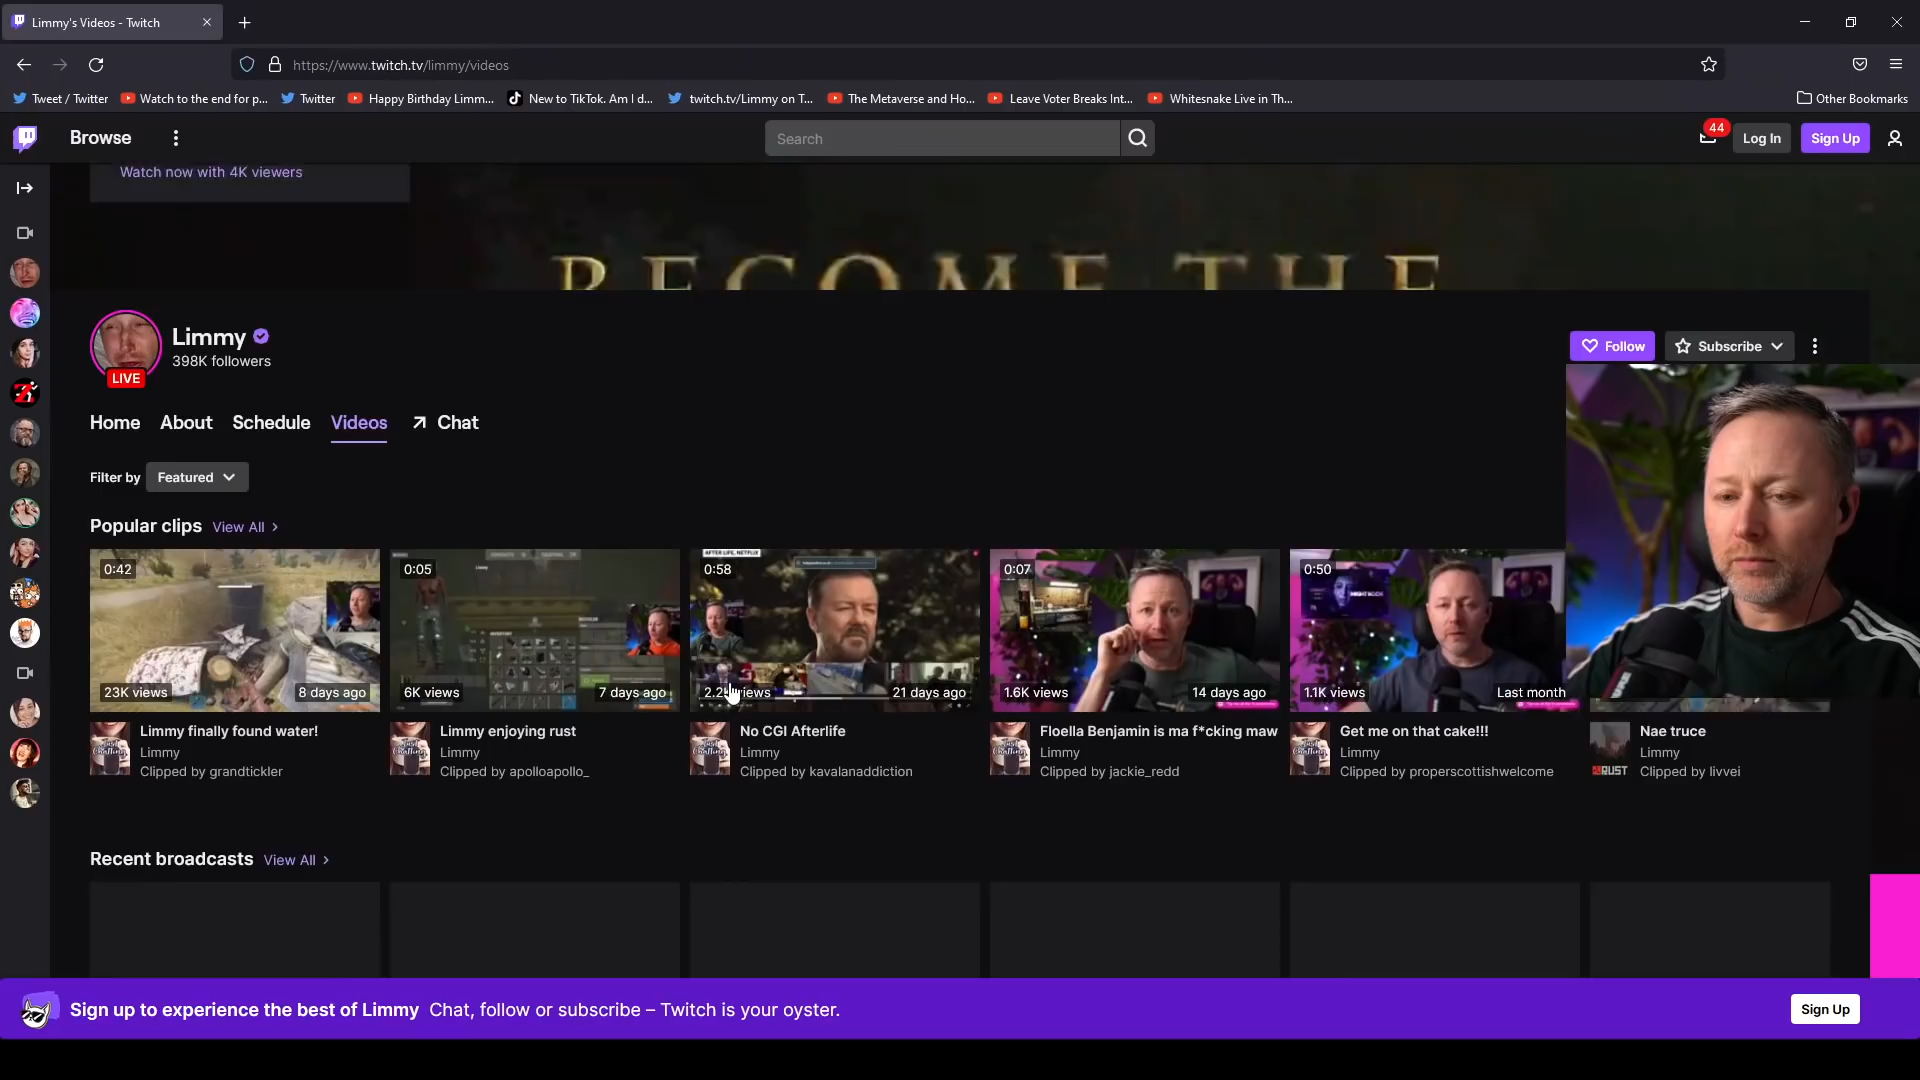 Limmy's Videos - Twitch
https://www.twitch.tv/limmy/videos
Tweet / Twitter
Watch to the end for p...
Twitter
Happy Birthday Limm...
New to TikTok. Am I d...
twitch.tv/Limmy on T...
The Metaverse and Ho...
Leave Voter Breaks Int...
Whitesnake Live in Th...
Other Bookmarks
Browse
Search
44
Log In
Sign Up
Watch now with 4K viewers
BECOME THE
Limmy
398K followers
LIVE
Follow
Subscribe
Home
About
Schedule
Videos
Chat
Filter by
Featured
Popular clips
View All
0:42
23K views
8 days ago
Limmy finally found water!
Limmy
Clipped by grandtickler
0:05
6K views
7 days ago
Limmy enjoying rust
Limmy
Clipped by apolloapollo_
AFTER LIFE, NETFLIX
0:58
views
21 days ago
No CGI Afterlife
Limmy
Clipped by kavalanaddiction
0:07
1.6K views
14 days ago
Floella Benjamin is ma f*cking maw
Limmy
Clipped by jackie_redd
0:50
1.1K views
Last month
Get me on that cake!!!
Limmy
Clipped by properscottishwelcome
RUST
Nae truce
Limmy
Clipped by livvei
Recent broadcasts
View All
Sign up to experience the best of Limmy
Chat, follow or subscribe – Twitch is your oyster.
Sign Up